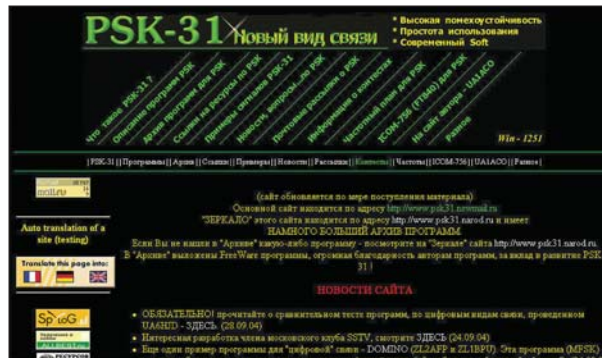 PSK-31 Новый вид связи
* Высокая помехоустойчивость
* Простота использования
* Современный Soft
Что такое PSK-31 ?
Описание программ PSK
Архив программ для PSK
Ссылки на ресурсы по PSK
Примеры сигналов PSK-31
Новости, вопросы...по PSK
Почтовые рассылки о PSK
Информация о контестах
Частотный план для PSK
ICOM-756 (FT840) для PSK
На сайт автора - UA1ACO
Разное
Win - 1251
| PSK-31 | | Программы | | Архив | | Ссылки | | Примеры | | Новости | | Рассылки | | Контесты | | Частоты | | ICOM-756 | | UA1ACO | | Разное |
mail.ru
(сайт обновляется по мере поступления материала)
Основной сайт находится по адресу http://www.psk31.newmail.ru
"ЗЕРКАЛО" этого сайта находится по адресу http://www.psk31.narod.ru и имеет
НАМНОГО БОЛЬШИЙ АРХИВ ПРОГРАММ.
Если Вы не нашли в "Архиве" какую-либо программу - посмотрите на "Зеркале" сайта http://www.psk31.narod.ru.
В "Архиве" выложены FreeWare программы, огромная благодарность авторам программ, за вклад в развитие PSK
31 !
Auto translation of a
site (testing)
Translate this page into:
НОВОСТИ САЙТА
ОБЯЗАТЕЛЬНО! прочитайте о сравнительном тесте программ, по цифровым видам связи, проведенном
UA6HJD - ЗДЕСЬ. (28.09.04)
Интересная разработка члена московского клуба SSTV, смотрите ЗДЕСЬ (24.09.04)
Еще один пример программы для "цифровой" связи - DOMINO (ZL2AFP и ZL1BPU). Эта программа (MFSK)